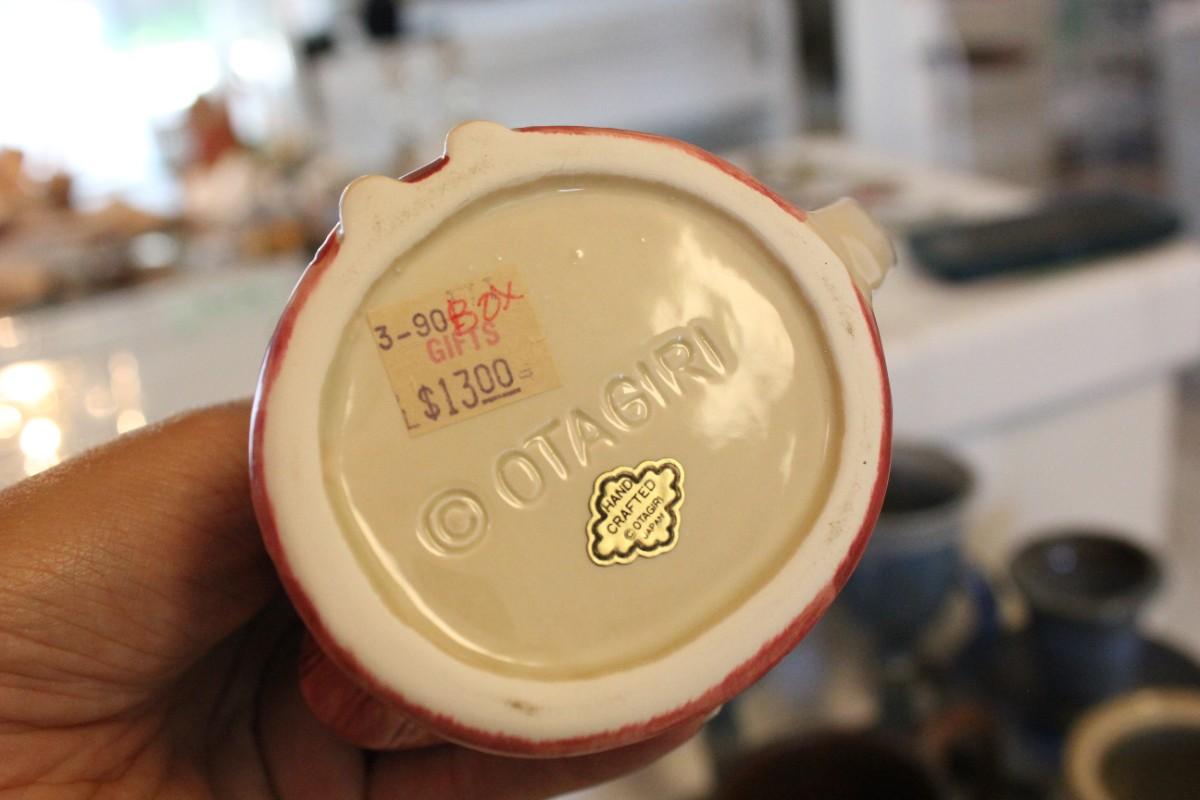 3-90 BOX
GIFTS
$1300
© OTAGIRI
HAND
CRAFTED
© OTAGIRI
JAPAN